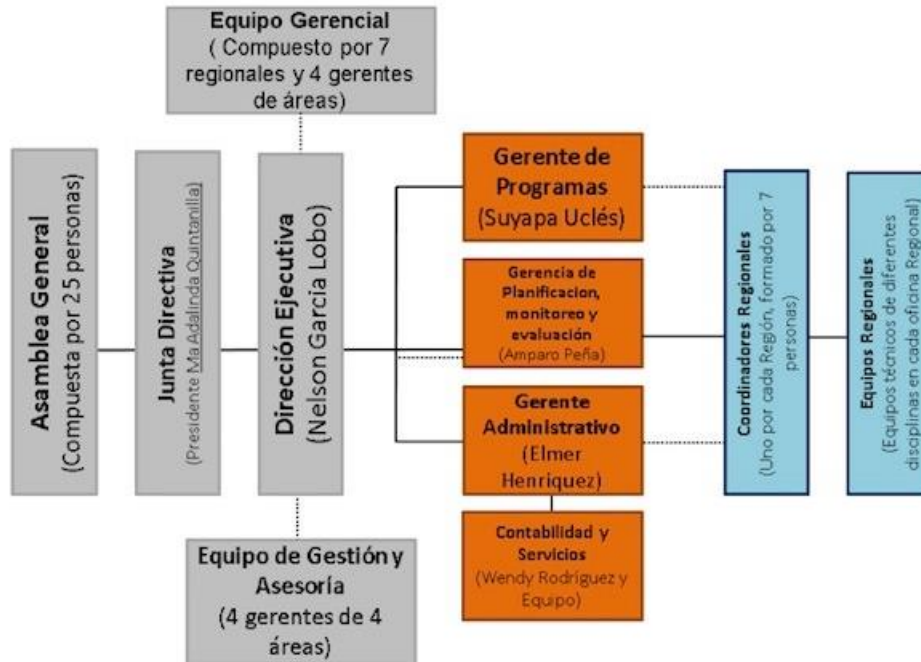 Equipo Gerencial
( Compuesto por 7
regionales y 4 gerentes
de áreas)
Asamblea General
(Compuesta por 25 personas)
Junta Directiva
(Presidente Ma Adalinda Quintanilla)
Dirección Ejecutiva
(Nelson García Lobo)
Equipo de Gestión y
Asesoría
(4 gerentes de 4
áreas)
Gerente de
Programas
(Suyapa Uclés)
Gerencia de
Planificacion,
monitoreo y
evaluación
(Amparo Peña)
Gerente
Administrativo
(Elmer
Henriquez)
Contabilidad y
Servicios
(Wendy Rodríguez y
Equipo)
Coordinadores Regionales
(Uno por cada Región, formado por 7
personas)
Equipos Regionales
(Equipos técnicos de diferentes
disciplinas en cada oficina Regional)